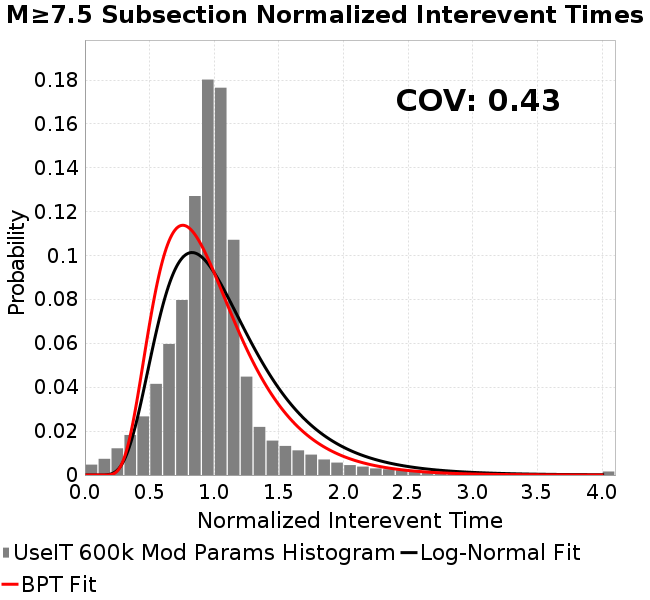 M≥7.5 Subsection Normalized Interevent Times
COV: 0.43
Probability
0.18
0.16
0.14
0.12
0.1
0.08
0.06
0.04
0.02
0
0.0 0.5 1.0 1.5 2.0 2.5 3.0 3.5 4.0
Normalized Interevent Time
UseIT 600k Mod Params Histogram Log-Normal Fit
BPT Fit